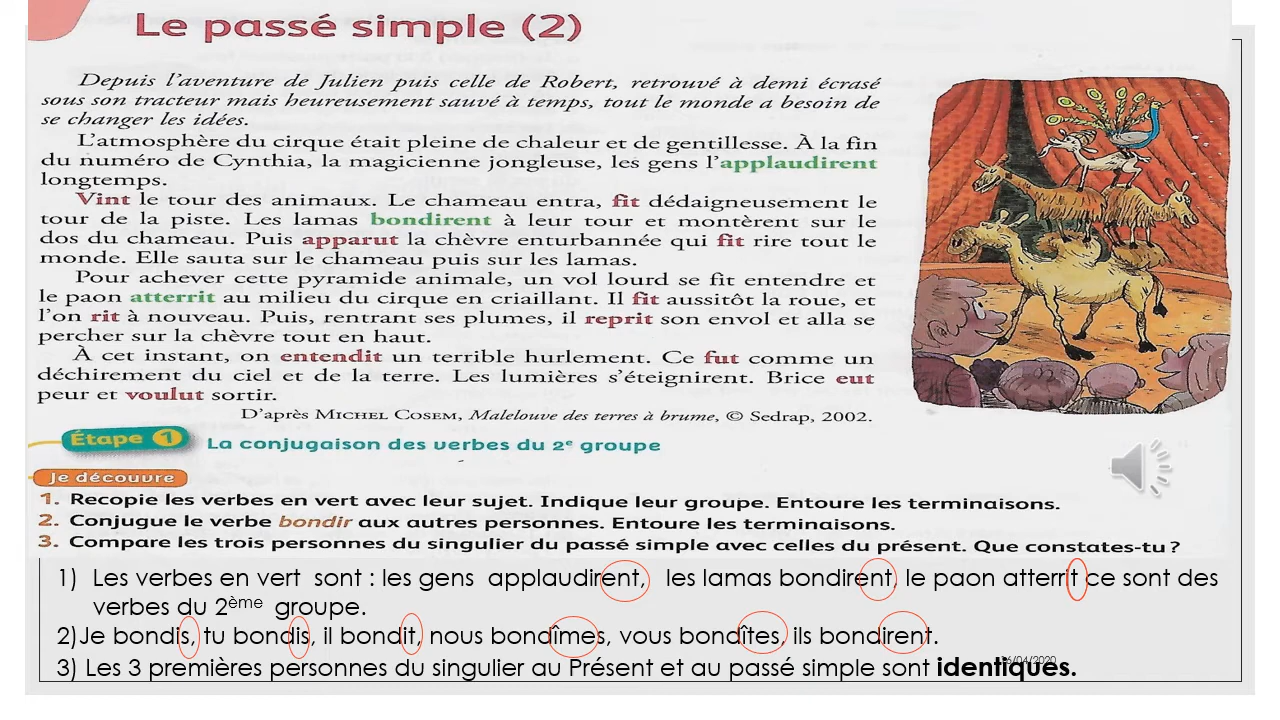 Le passé simple (2)
Depuis l'aventure de Julien puis celle de Robert, retrouvé à demi écrasé
sous son tracteur mais heureusement sauvé à temps, tout le monde a besoin de
se changer les idées.
L'atmosphère du cirque était pleine de chaleur et de gentillesse. À la fin
du numéro de Cynthia, la magicienne jongleuse, les gens l'applaudirent
longtemps.
Vint le tour des animaux. Le chameau entra, fit dédaigneusement le
tour de la piste. Les lamas bondirent à leur tour et montèrent sur le
dos du chameau. Puis apparut la chèvre enturbannée qui fit rire tout le
monde. Elle sauta sur le chameau puis sur les lamas.
Pour achever cette pyramide animale, un vol lourd se fit entendre et
le paon atterrit au milieu du cirque en criaillant. Il fit aussitôt la roue, et
l'on rit à nouveau. Puis, rentrant ses plumes, il reprit son envol et alla se
percher sur la chèvre tout en haut.
À cet instant, on entendit un terrible hurlement. Ce fut comme un
déchirement du ciel et de la terre. Les lumières s'éteignirent. Brice eut
peur et voulut sortir.
D'après MICHEL COSEM, Malelouve des terres à brume, © Sedrap, 2002.
Étape 1 La conjugaison des verbes du 2e groupe
Je découvre
1. Recopie les verbes en vert avec leur sujet. Indique leur groupe. Entoure les terminaisons.
2. Conjugue le verbe bondir aux autres personnes. Entoure les terminaisons.
3. Compare les trois personnes du singulier du passé simple avec celles du présent. Que constates-tu ?
1) Les verbes en vert sont : les gens applaudirent, les lamas bondirent, le paon atterrit ce sont des
verbes du 2ème groupe.
2)Je bondis, tu bondis, il bondit, nous bondîmes, vous bondîtes, ils bondirent.
3) Les 3 premières personnes du singulier au Présent et au passé simple sont identiques.
16/04/2020